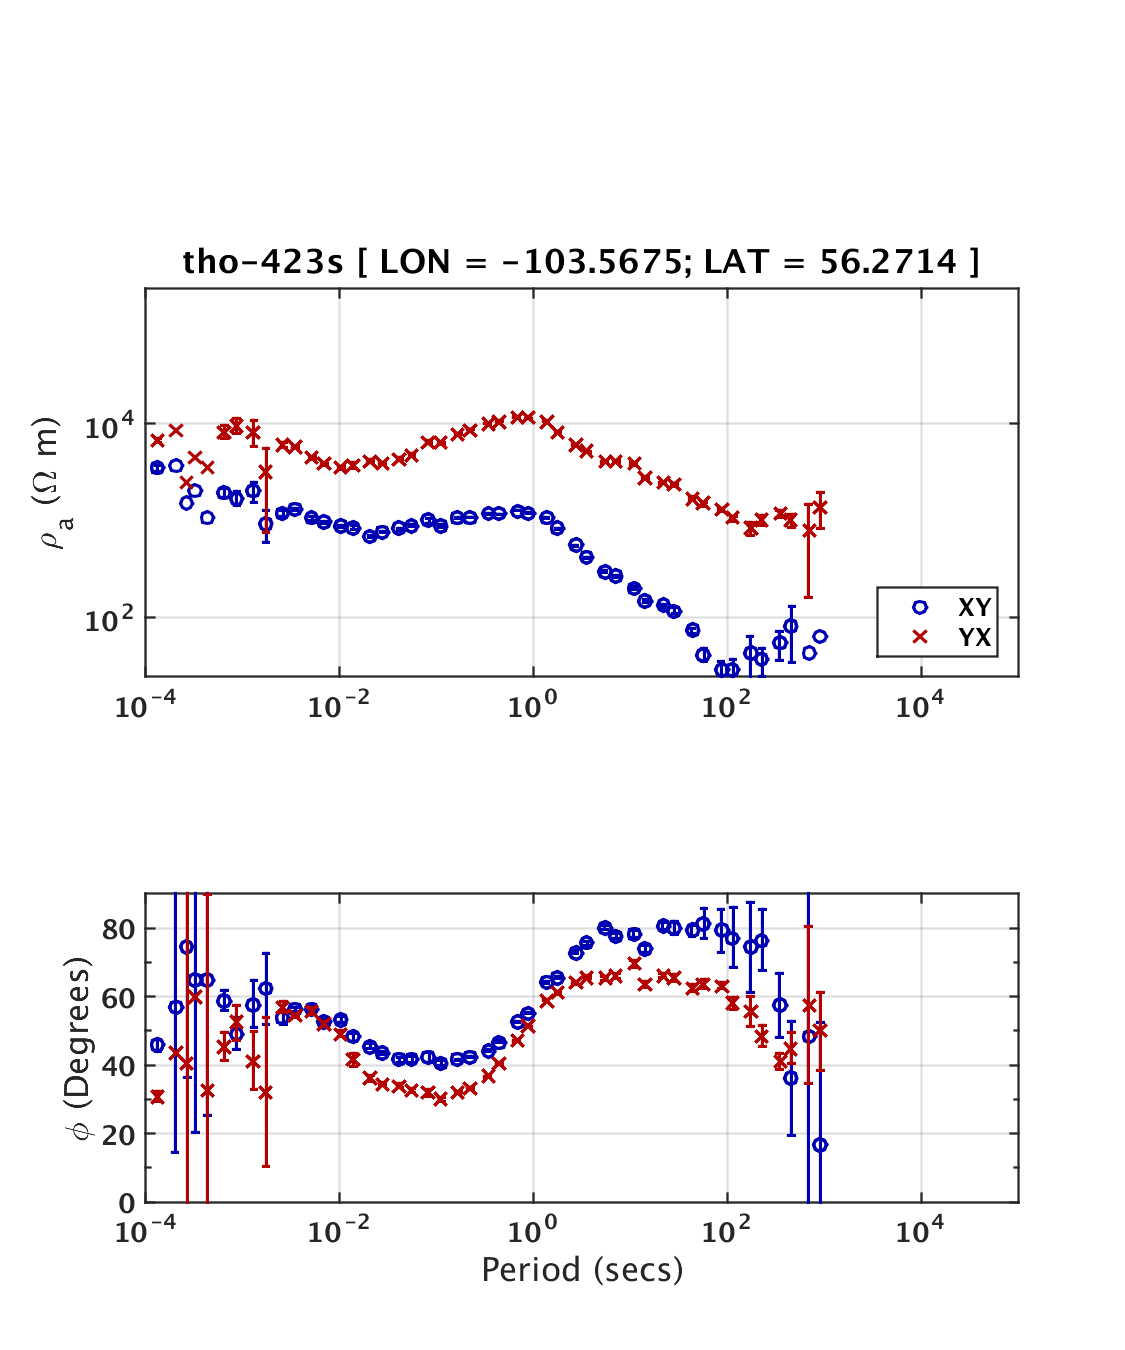 tho-423s [ LON = -103.5675; LAT = 56.2714 ]
ρa (Ω m)
10^4
10^2
XY
YX
10^-4 10^-2 10^0 10^2 10^4
ϕ (Degrees)
80
60
40
20
0
10^-4 10^-2 10^0 10^2 10^4
Period (secs)